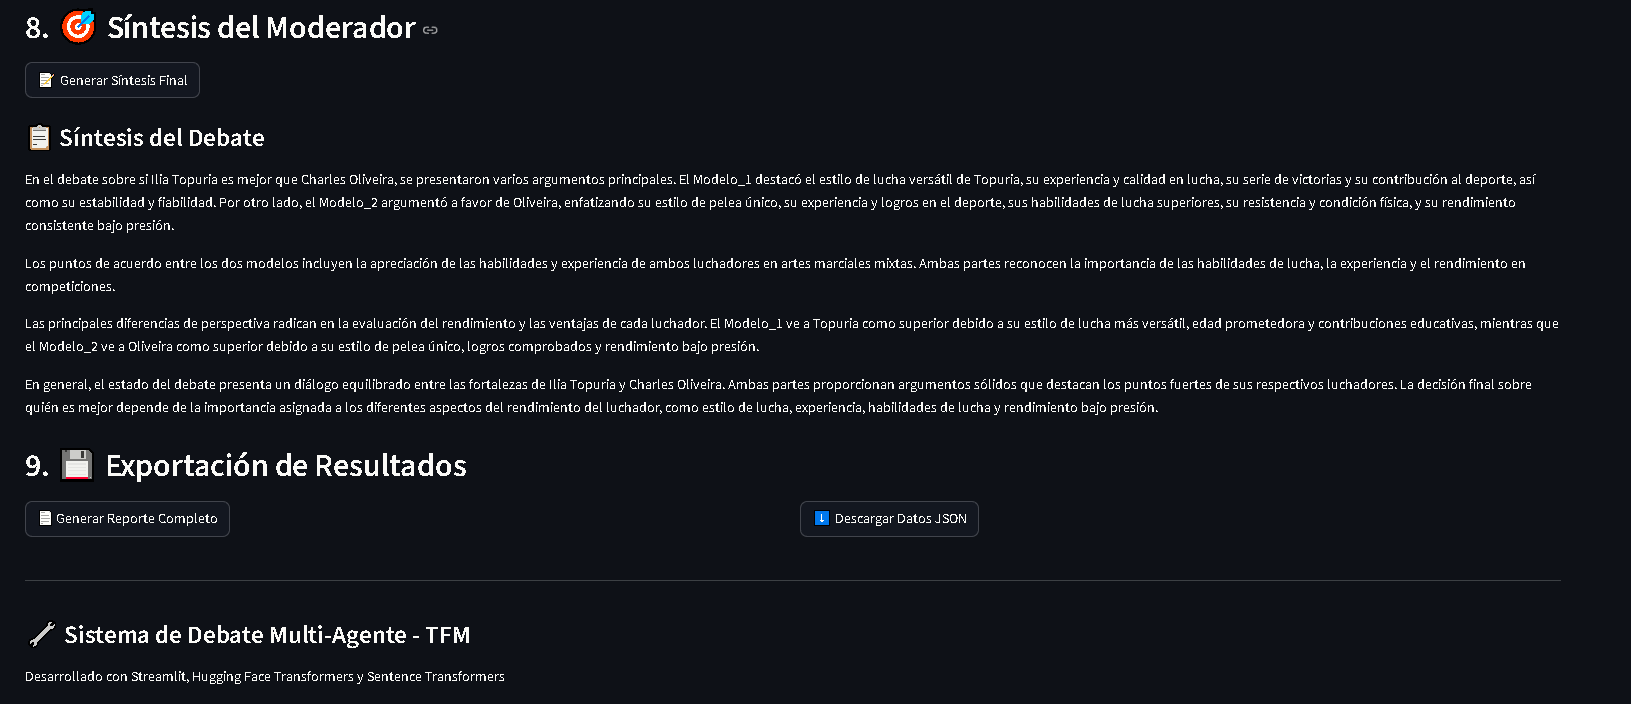 8. 🎯 Síntesis del Moderador
📝 Generar Síntesis Final
📋 Síntesis del Debate
En el debate sobre si Ilia Topuria es mejor que Charles Oliveira, se presentaron varios argumentos principales. El Modelo_1 destacó el estilo de lucha versátil de Topuria, su experiencia y calidad en lucha, su serie de victorias y su contribución al deporte, así
como su estabilidad y fiabilidad. Por otro lado, el Modelo_2 argumentó a favor de Oliveira, enfatizando su estilo de pelea único, su experiencia y logros en el deporte, sus habilidades de lucha superiores, su resistencia y condición física, y su rendimiento
consistente bajo presión.
Los puntos de acuerdo entre los dos modelos incluyen la apreciación de las habilidades y experiencia de ambos luchadores en artes marciales mixtas. Ambas partes reconocen la importancia de las habilidades de lucha, la experiencia y el rendimiento en
competiciones.
Las principales diferencias de perspectiva radican en la evaluación del rendimiento y las ventajas de cada luchador. El Modelo_1 ve a Topuria como superior debido a su estilo de lucha más versátil, edad prometedora y contribuciones educativas, mientras que
el Modelo_2 ve a Oliveira como superior debido a su estilo de pelea único, logros comprobados y rendimiento bajo presión.
En general, el estado del debate presenta un diálogo equilibrado entre las fortalezas de Ilia Topuria y Charles Oliveira. Ambas partes proporcionan argumentos sólidos que destacan los puntos fuertes de sus respectivos luchadores. La decisión final sobre
quién es mejor depende de la importancia asignada a los diferentes aspectos del rendimiento del luchador, como estilo de lucha, experiencia, habilidades de lucha y rendimiento bajo presión.
9. 💾 Exportación de Resultados
📄 Generar Reporte Completo
⬇️ Descargar Datos JSON
🔧 Sistema de Debate Multi-Agente - TFM
Desarrollado con Streamlit, Hugging Face Transformers y Sentence Transformers